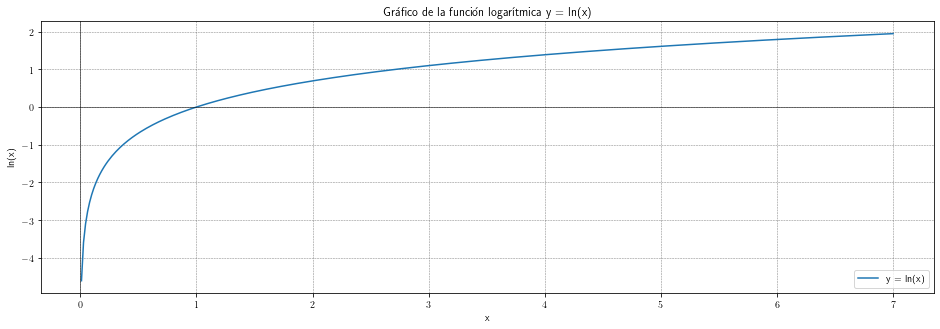 Gráfico de la función logarítmica y = ln(x)
2
1
0
−1
−2
−3
−4
ln(x)
y = ln(x)
0 1 2 3 4 5 6 7
x